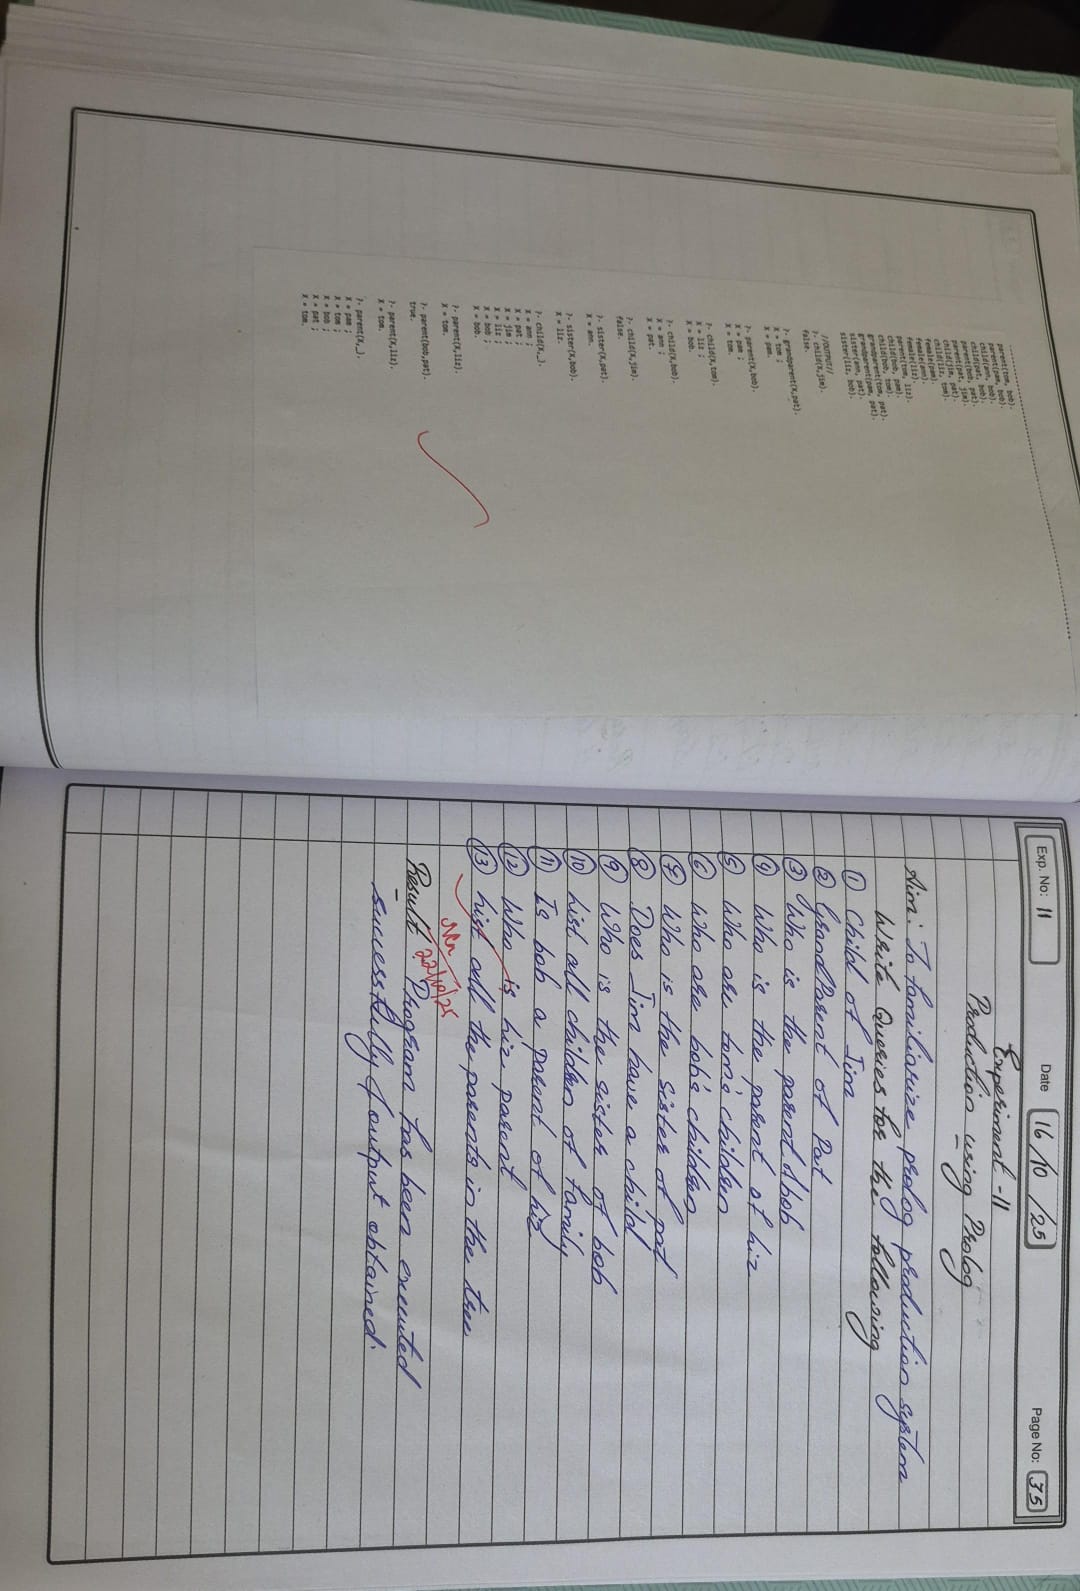 parent(tom, bob).
parent(pam, bob).
child(ann, bob).
child(pat, bob).
parent(bob, pat).
parent(pat, jim).
child(jim, pat).
child(liz, tom).
female(pam).
female(ann).
female(liz).
parent(tom, liz).
child(bob, pam).
child(bob, tom).
grandparent(tom, pat).
grandparent(pam, pat).
sister(ann, pat).
sister(liz, bob).
//OUTPUT//
?- child(X,jim).
false.
?- grandparent(X,pat).
X = tom ;
X = pam.
?- parent(X,bob).
X = pam ;
X = tom.
?- child(X,tom).
X = liz ;
X = bob.
?- child(X,bob).
X = ann ;
X = pat.
?- child(X,jim).
false.
?- sister(X,pat).
X = ann.
?- sister(X,bob).
X = liz.
?- child(X,_).
X = ann ;
X = pat ;
X = jim ;
X = liz ;
X = bob ;
X = bob.
?- parent(X,liz).
X = tom.
?- parent(bob,pat).
true.
?- parent(X,liz).
X = tom.
?- parent(X,_).
X = pam ;
X = tom ;
X = bob ;
X = pat ;
X = tom.
Exp. No: 11 Date 16/10/25 Page No: 35
Experiment -11
Production using Prolog
Aim: To familiarize prolog production system
Write Queries for the following
① Child of Jim
② GrandParent of Pat
③ Who is the parent of bob
④ Who is the parent of liz
⑤ Who are tom's children
⑥ Who are bob's children
⑦ Who is the sister of pat
⑧ Does Jim have a child
⑨ Who is the sister of bob
⑩ List all children of family
⑪ Is bob a parent of liz
⑫ Who is liz parent
⑬ List all the parents in the tree
22/10/25
Result Program has been executed
successfully & output obtained.